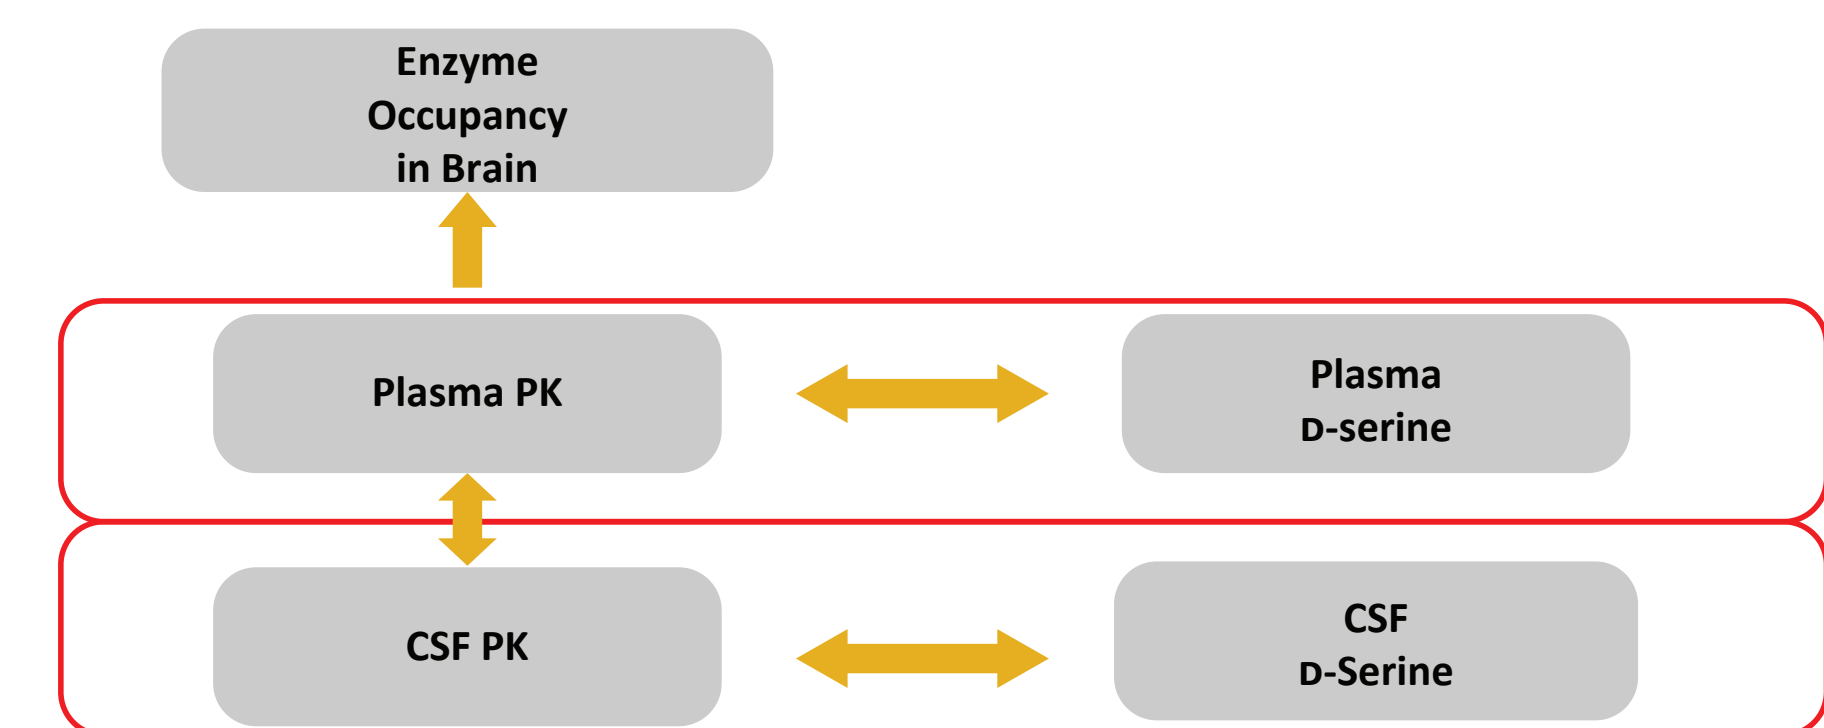 Enzyme
Occupancy
in Brain
Plasma PK
Plasma
D-serine
CSF PK
CSF
D-Serine